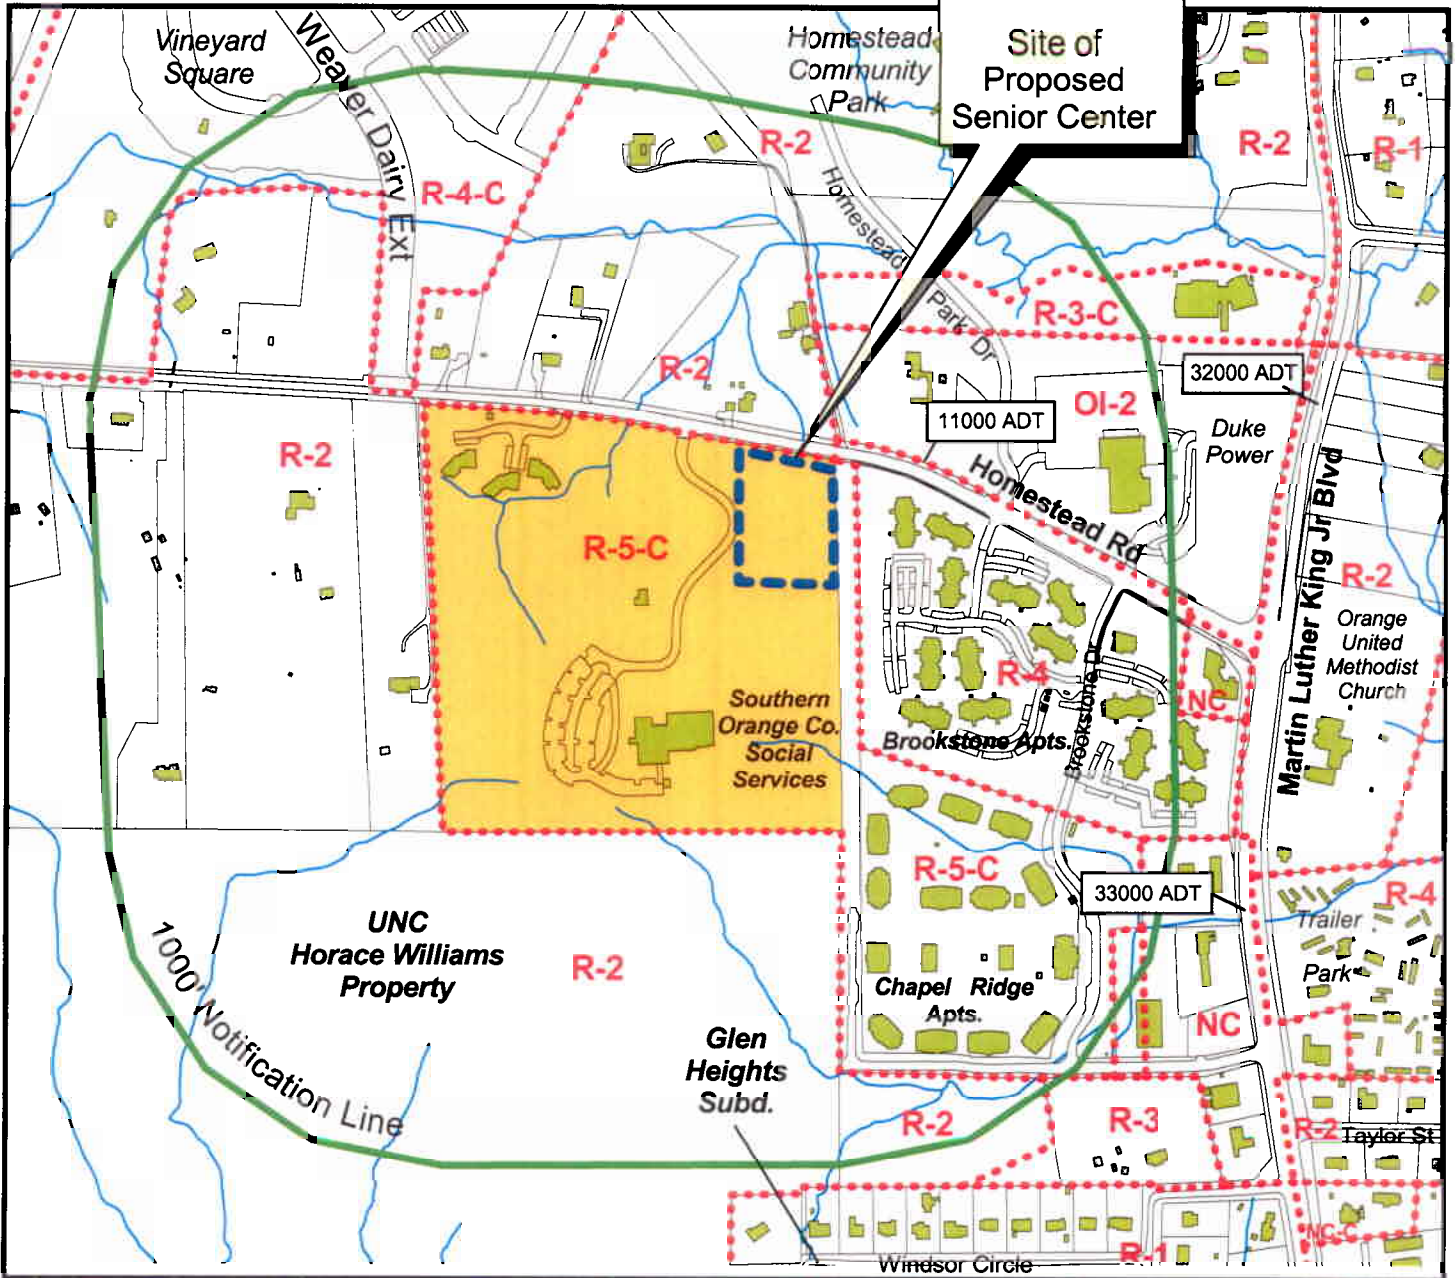 Vineyard
Square
Weaver Dairy Ext
Homestead
Community
Park
Site of
Proposed
Senior Center
R-2
R-2
R-1
R-4-C
Homestead
Park Dr
R-3-C
R-2
32000 ADT
11000 ADT
OI-2
Duke
Power
R-2
Homestead Rd
Martin Luther King Jr Blvd
R-5-C
R-2
Orange
United
Methodist
Church
R-4
NC
Southern
Orange Co.
Social
Services
Brookstone Apts.
Brookstone Dr
R-5-C
33000 ADT
R-4
Trailer
Park
UNC
Horace Williams
Property
R-2
1000' Notification Line
Chapel Ridge
Apts.
NC
Glen
Heights
Subd.
R-2
R-3
R-2
Taylor St
NC-C
R-1
Windsor Circle